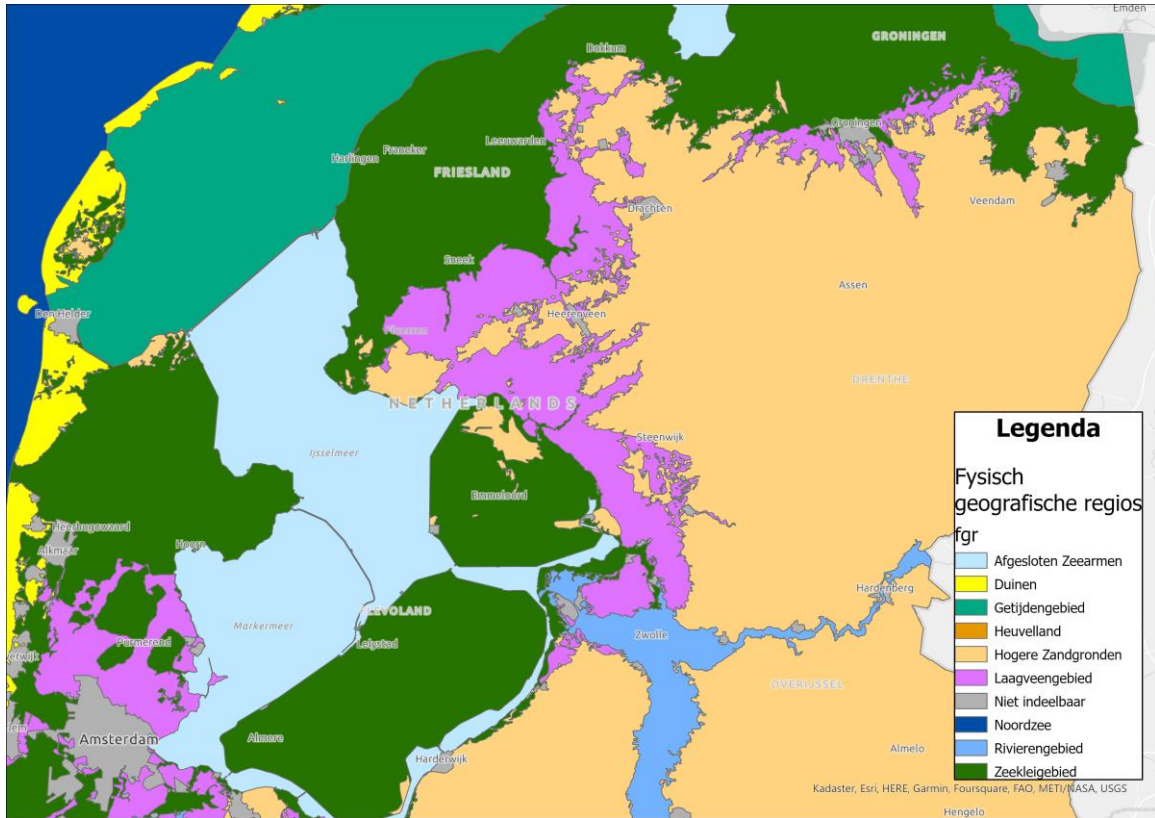 Emden
GRONINGEN
Dokkum
Groningen
Leeuwarden
Franeker
Harlingen
FRIESLAND
Drachten
Veendam
Sneek
Assen
Den Helder
Heerenveen
Fluessen
DRENTHE
NETHERLANDS
Steenwijk
Ijsselmeer
Emmeloord
Heerhugowaard
Alkmaar
Hoorn
Hardenberg
FLEVOLAND
Markermeer
Zwolle
Purmerend
Lelystad
erwijk
OVERIJSSEL
lem
Amsterdam
Almere
Harderwijk
Almelo
Hengelo
Legenda
Fysisch
geografische regios
fgr
Afgesloten Zeearmen
Duinen
Getijdengebied
Heuvelland
Hogere Zandgronden
Laagveengebied
Niet indeelbaar
Noordzee
Rivierengebied
Zeekleigebied
Kadaster, Esri, HERE, Garmin, Foursquare, FAO, METI/NASA, USGS